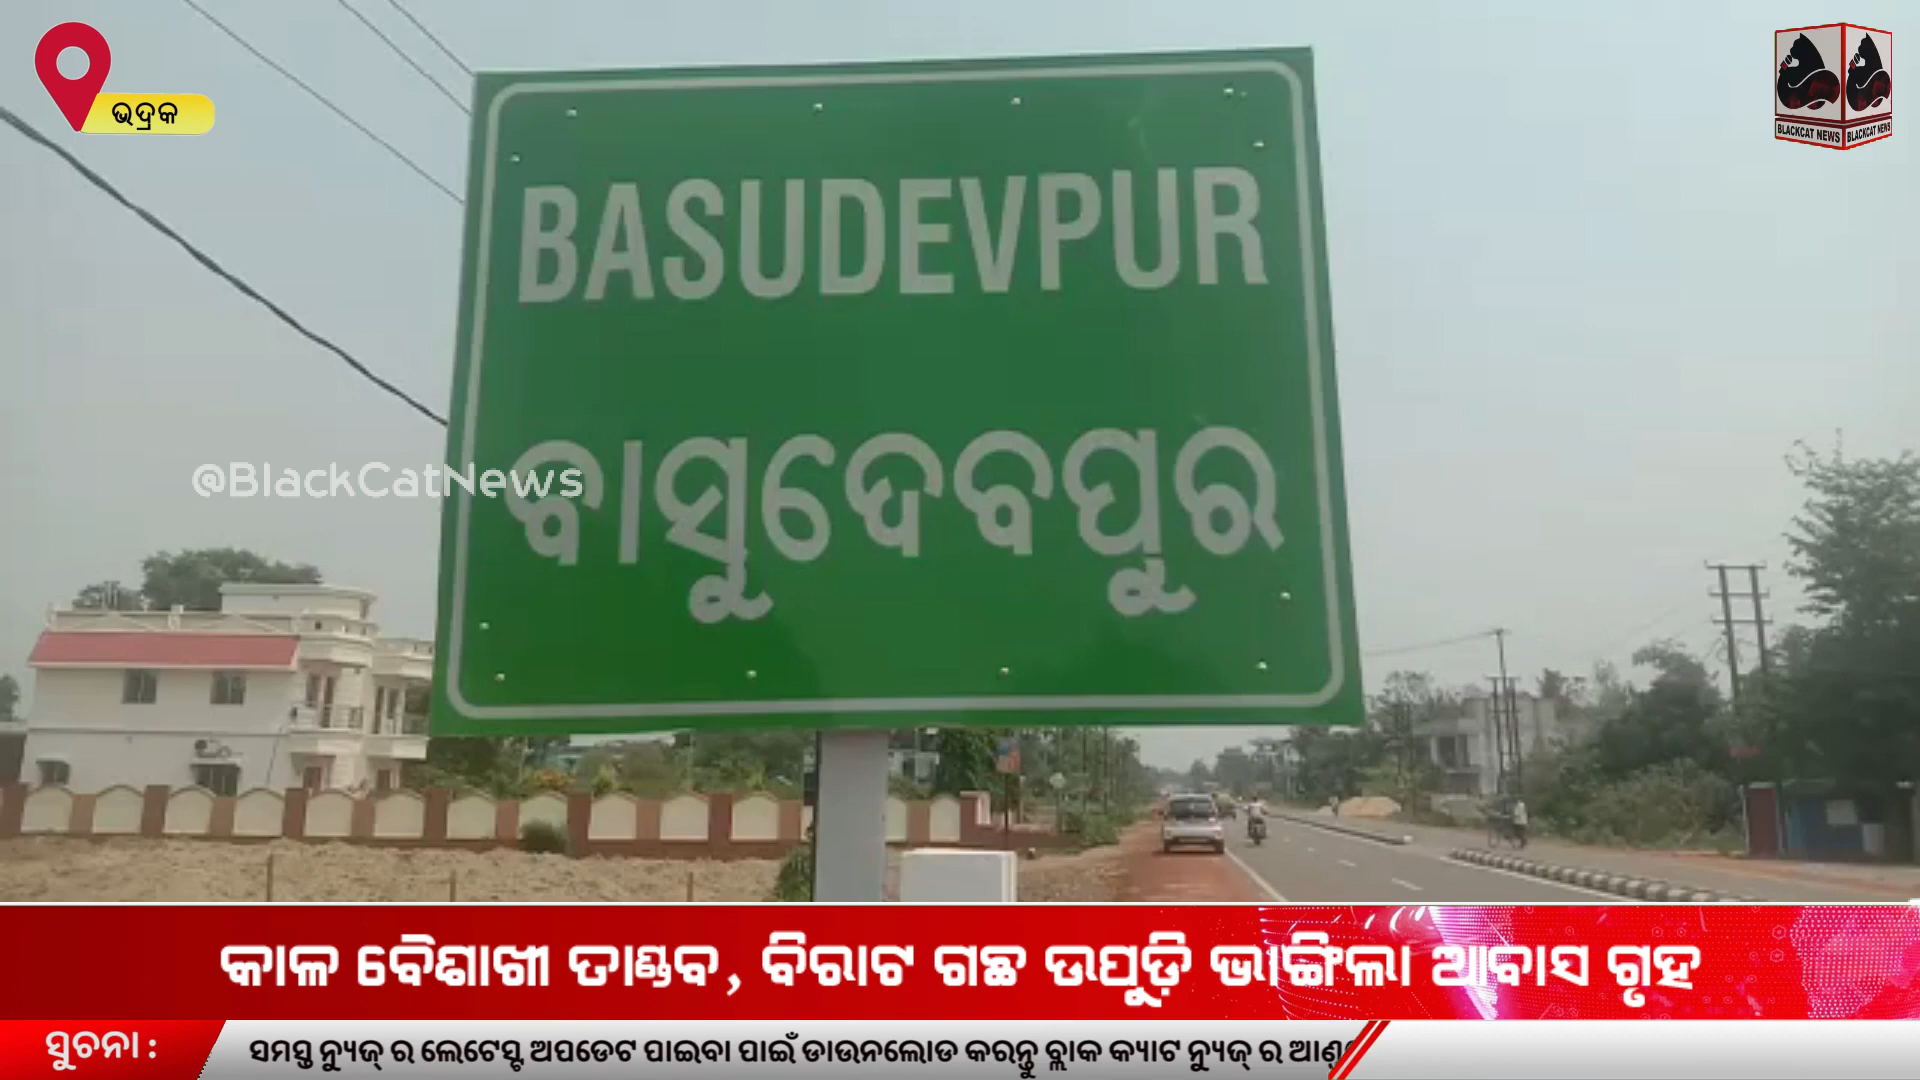 ଭଦ୍ରକ
BLACKCAT NEWS
BLACKCAT NEWS
BASUDEVPUR
@BlackCatNews
ବାସୁଦେବପୁର
କାଳ ବୈଶାଖୀ ତାଣ୍ଡବ, ବିରାଟ ଗଛ ଉପୁଡ଼ି ଭାଙ୍ଗିଲା ଆବାସ ଗୃହ
ସୁଚନା :
ସମସ୍ତ ନ୍ୟୁଜ୍ ର ଲେଟେସ୍ଟ ଅପଡେଟ ପାଇବା ପାଇଁ ଡାଉନଲୋଡ କରନ୍ତୁ ବ୍ଲାକ କ୍ୟାଟ ନ୍ୟୁଜ୍ ର